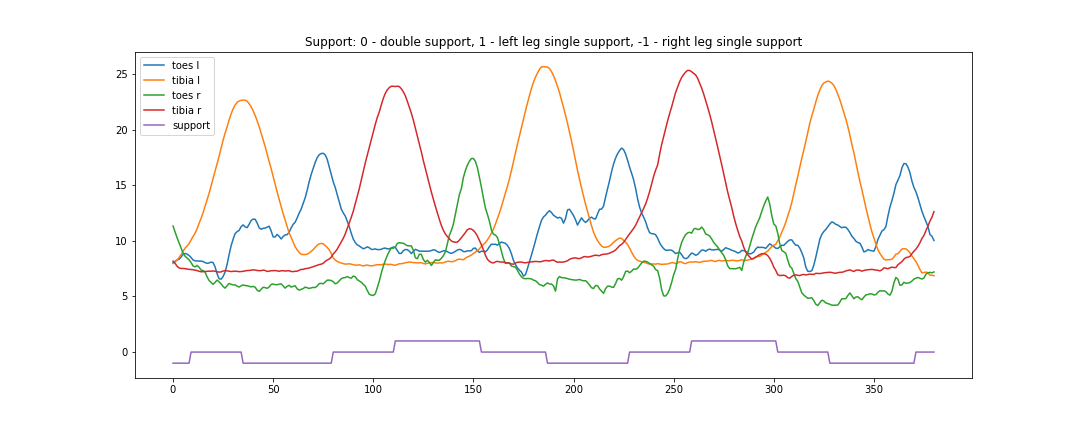 Support: 0 - double support, 1 - left leg single support, -1 - right leg single support
toes l
tibia l
toes r
tibia r
support
25
20
15
10
5
0
0 50 100 150 200 250 300 350